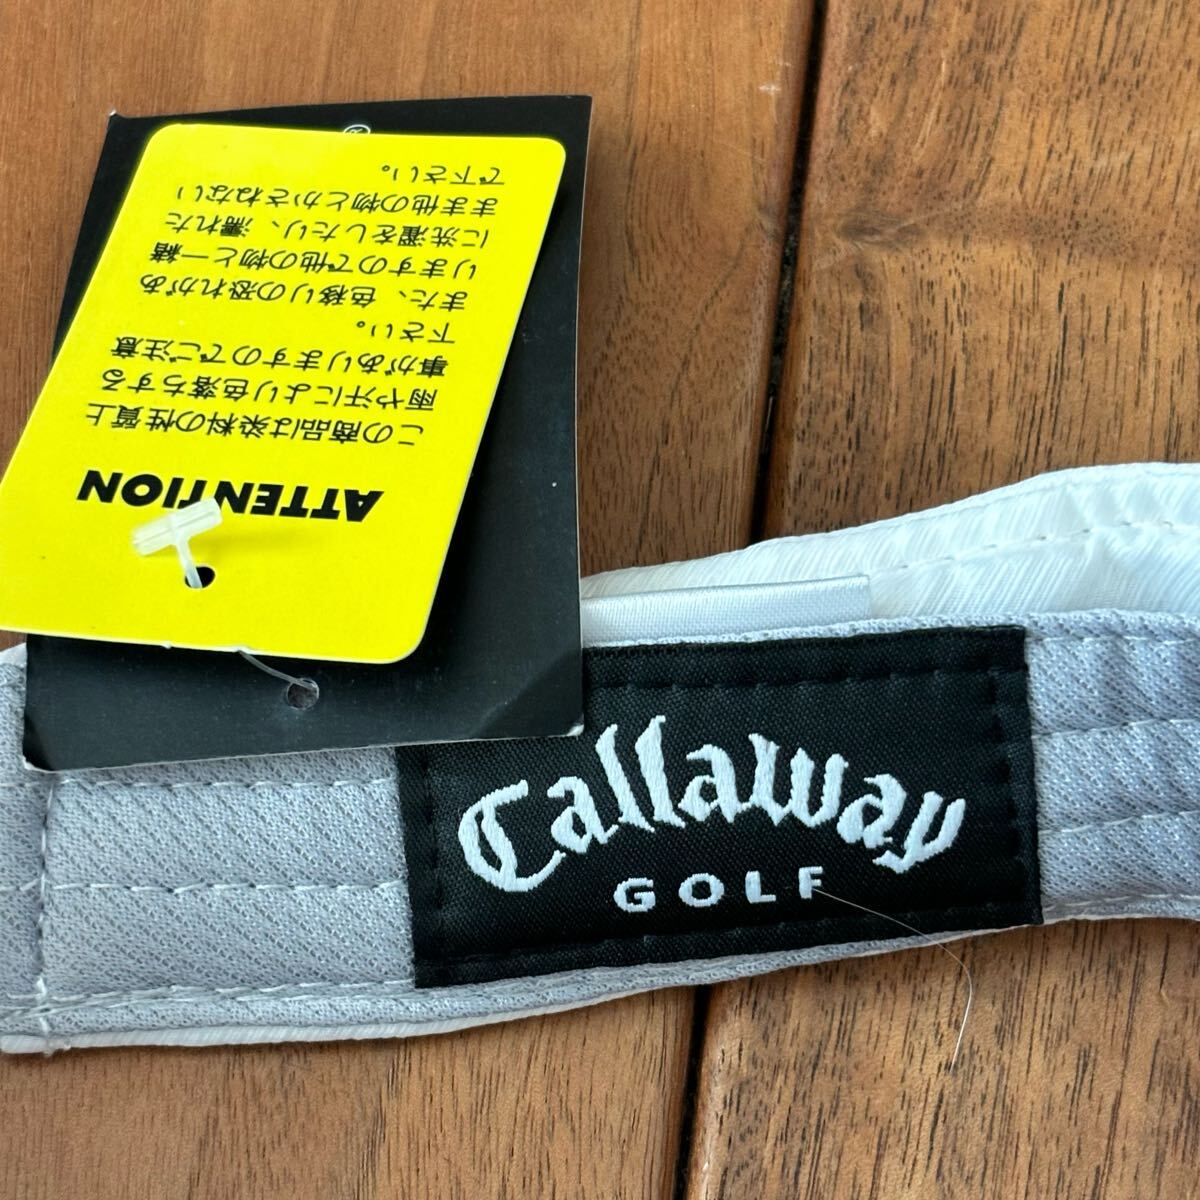 ATTENTION
この商品は染料の性質上
雨や汗により色落ちする
事がありますのでご注意
下さい。
また、色移りの恐れがあ
りますので他の物と一緒
に洗濯をしたり、濡れた
まま他の物とかさねない
で下さい。
®
Callaway
GOLF